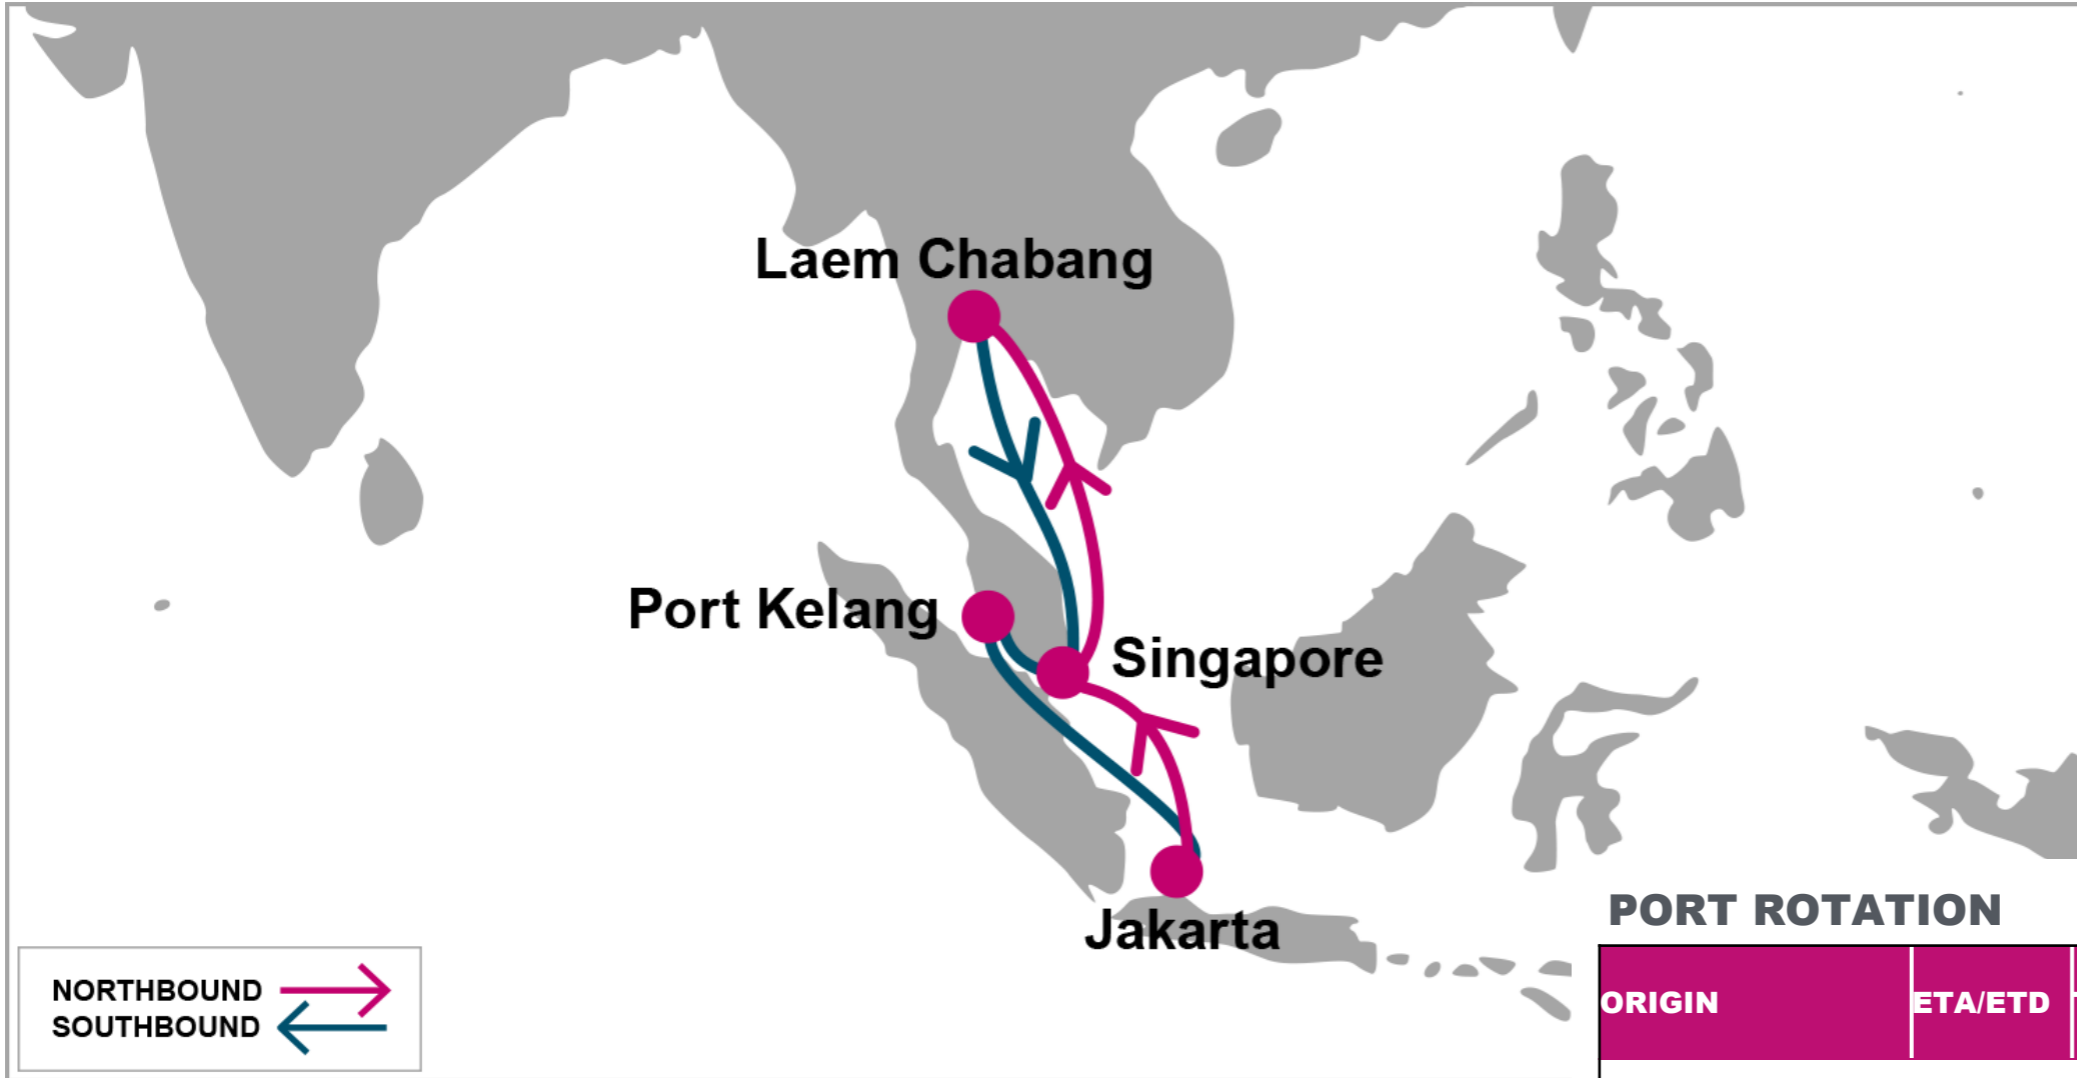 Laem Chabang
Port Kelang
Singapore
Jakarta
NORTHBOUND
SOUTHBOUND
PORT ROTATION
ORIGIN
ETA/ETD